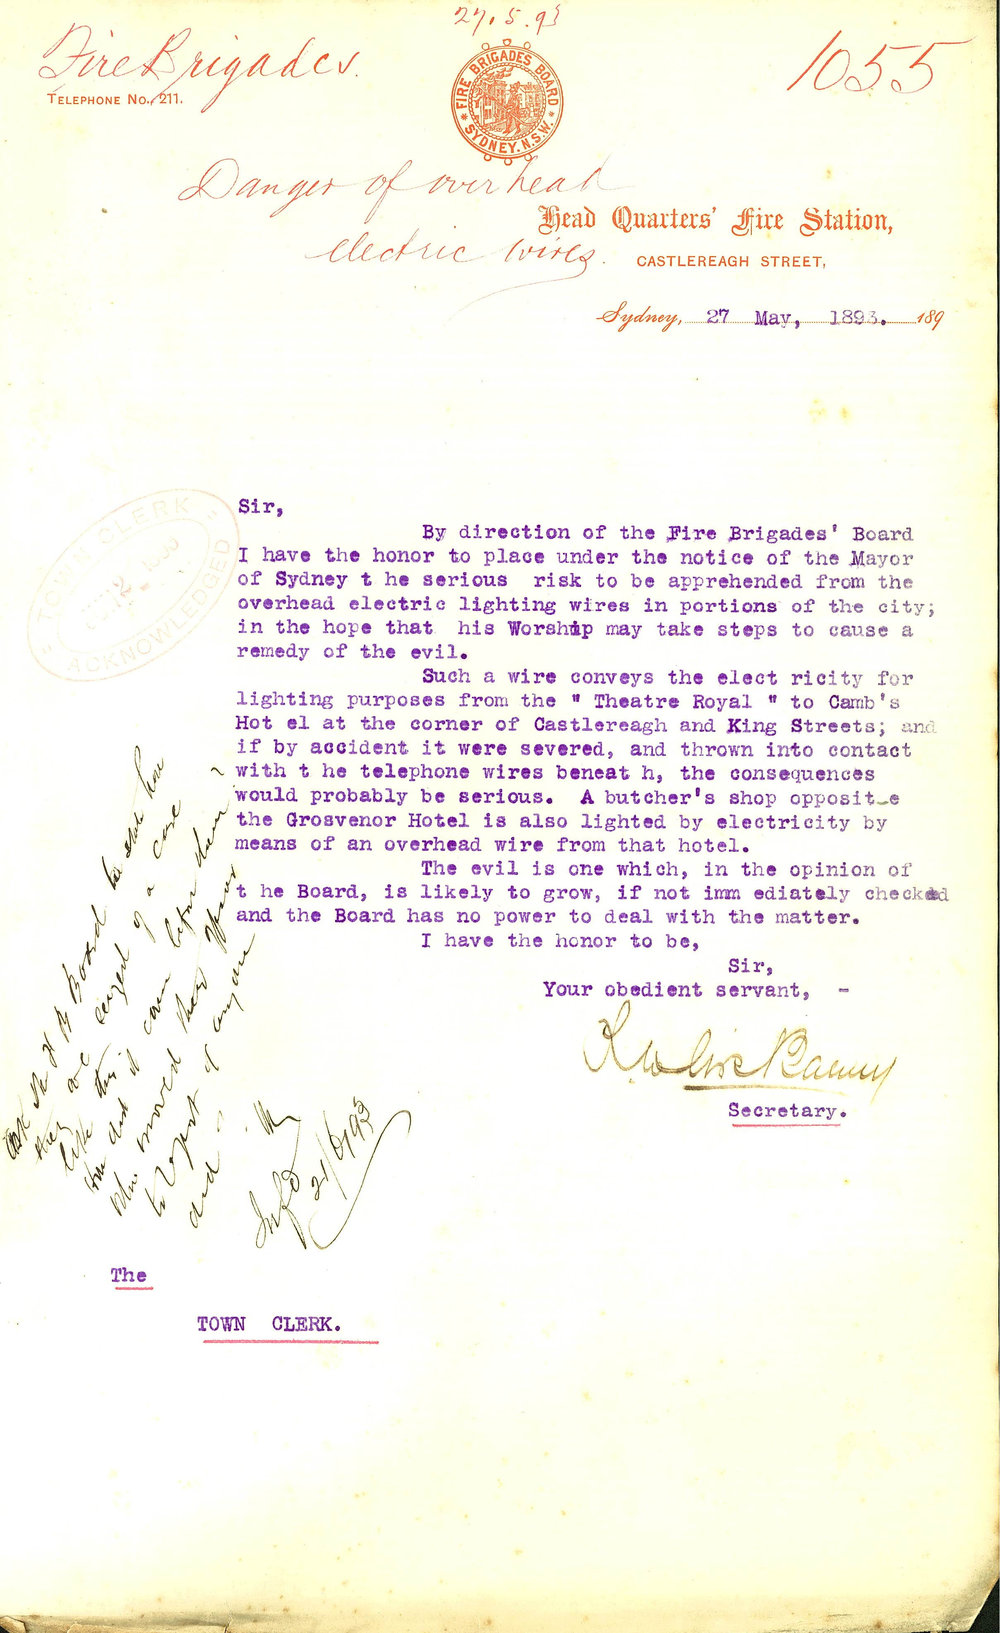 27.5.93
Fire Brigades.
1055
TELEPHONE No. 211.
FIRE BRIGADES BOARD
SYDNEY. N.S.W.
Danger of overhead
electric wires.
Head Quarters' Fire Station,
CASTLEREAGH STREET,
Sydney, 27 May, 1893. 189
TOWN CLERK
ACKNOWLEDGED
Sir,
By direction of the Fire Brigades' Board
I have the honor to place under the notice of the Mayor
of Sydney t he serious risk to be apprehended from the
overhead electric lighting wires in portions of the city;
in the hope that his Worship may take steps to cause a
remedy of the evil.
Such a wire conveys the elect ricity for
lighting purposes from the " Theatre Royal " to Camb's
Hot el at the corner of Castlereagh and King Streets; and
if by accident it were severed, and thrown into contact
with t he telephone wires beneat h, the consequences
would probably be serious. A butcher's shop opposit e
the Grosvenor Hotel is also lighted by electricity by
means of an overhead wire from that hotel.
The evil is one which, in the opinion of
t he Board, is likely to grow, if not imm ediately checked
and the Board has no power to deal with the matter.
I have the honor to be,
Sir,
Your obedient servant, -
Secretary.
Ask the F B Board
of a case
like this
The
TOWN CLERK.